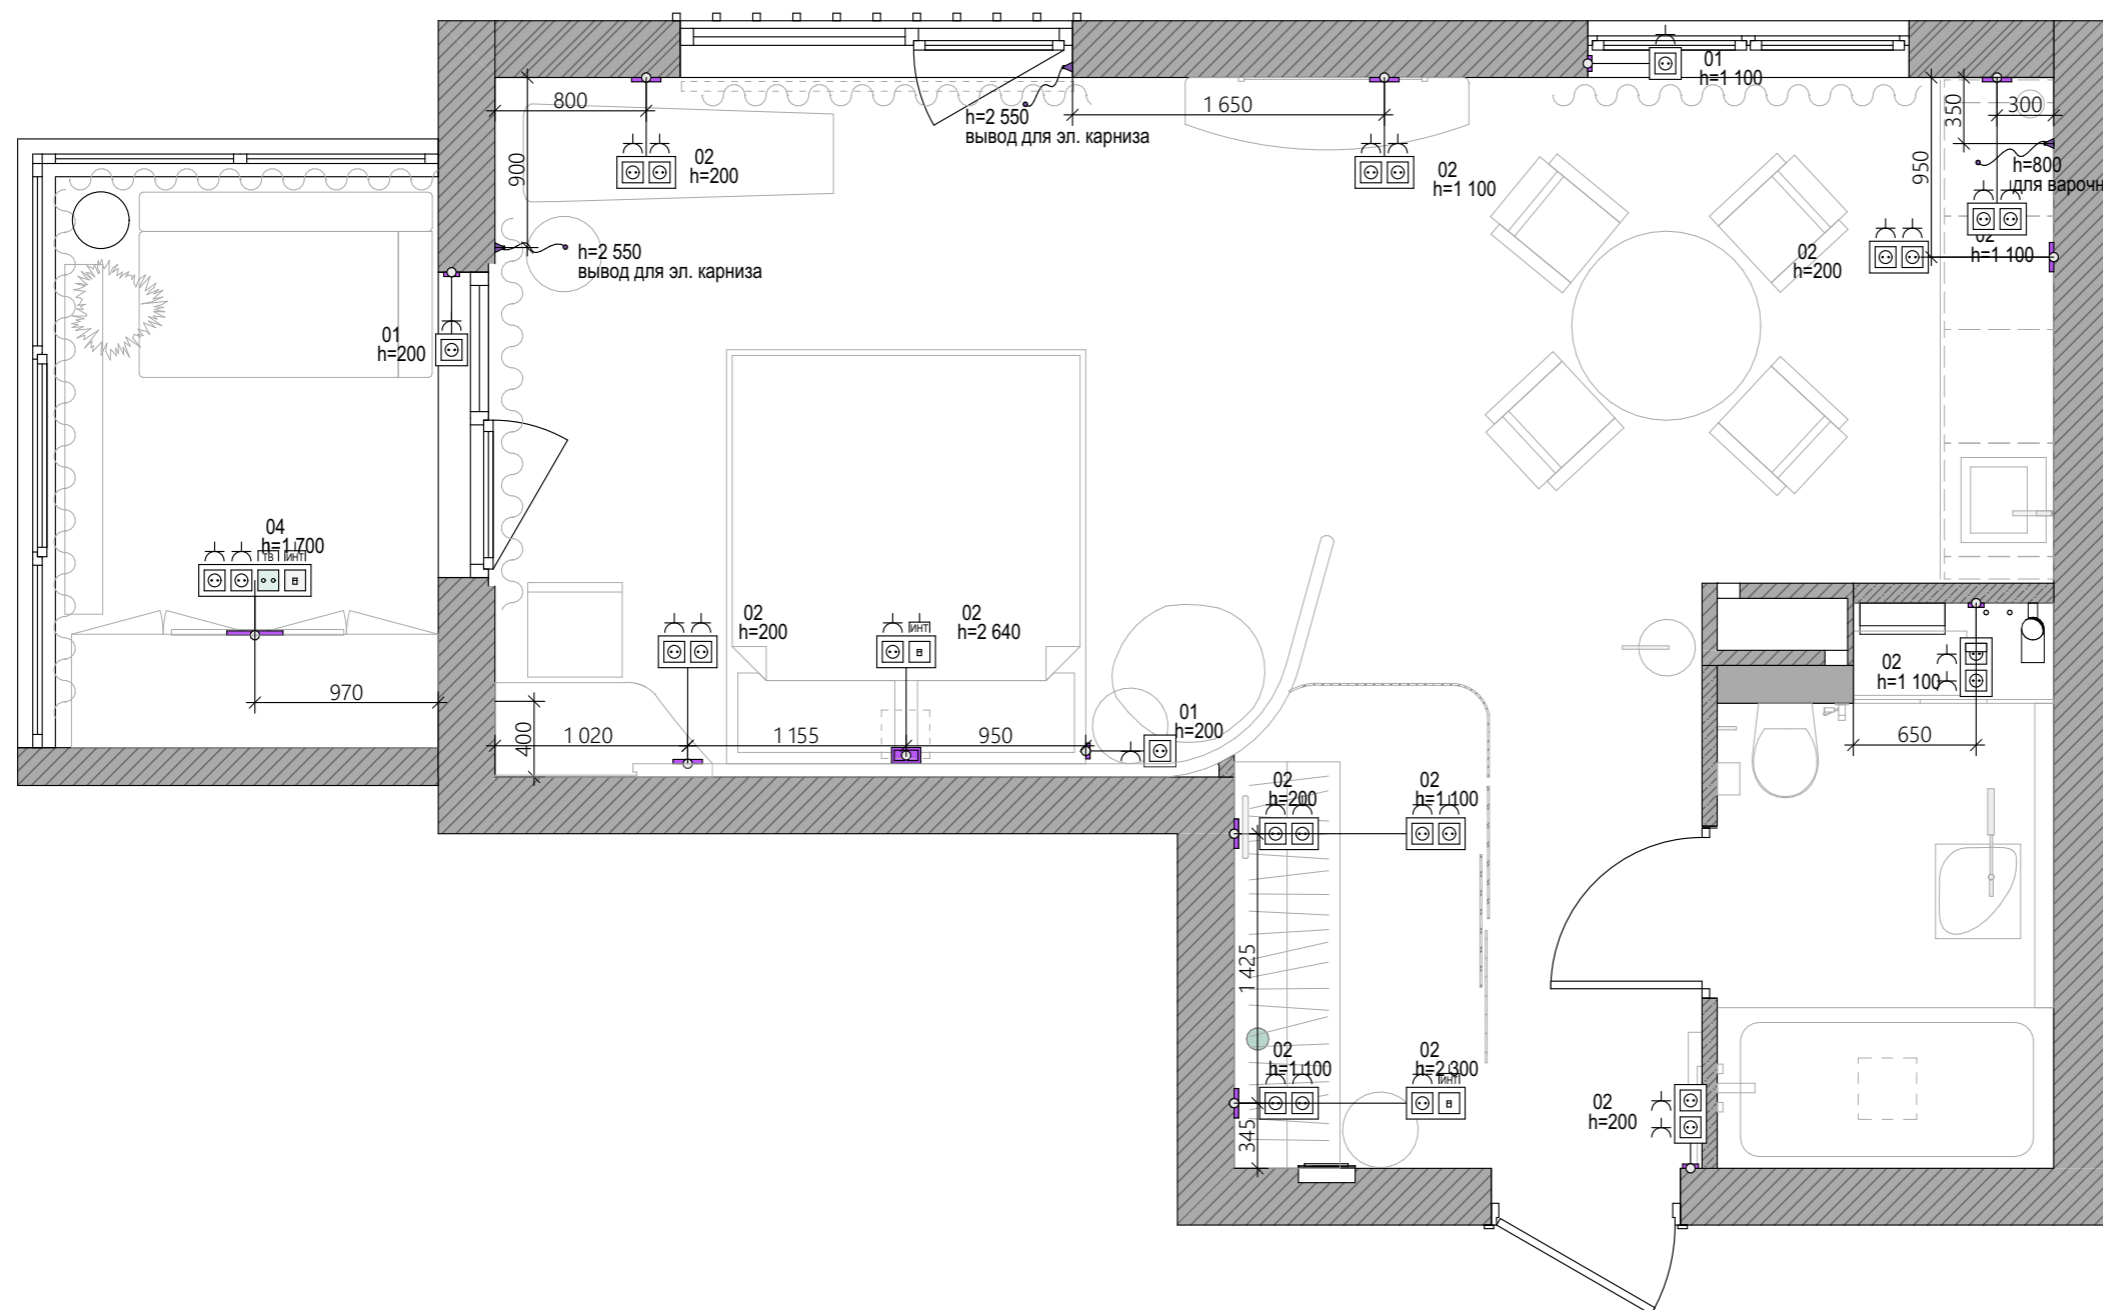 01
h=1 100
800
h=2 550
вывод для эл. карниза
1 650
350
300
900
02
h=200
02
h=1 100
950
h=800
для варочн
02
h=1 100
02
h=200
h=2 550
вывод для эл. карниза
01
h=200
04
h=1 700
ТВ
ИНТ
02
h=200
ИНТ
02
h=2 640
02
h=1 100
970
400
1 020
1 155
950
01
h=200
650
02
h=200
02
h=1 100
1 425
02
h=1 100
02
h=2 300
ИНТ
02
h=200
345